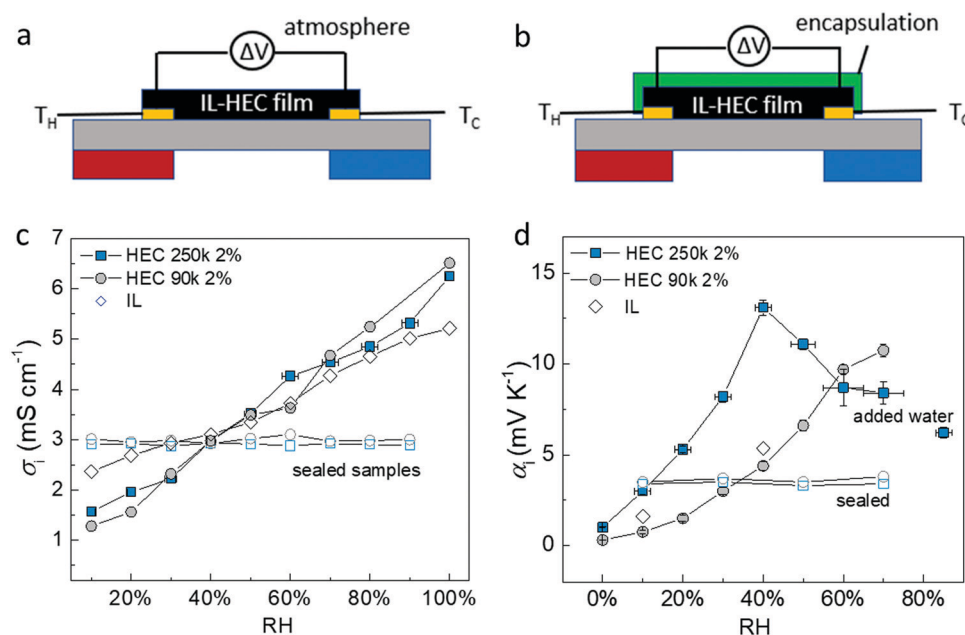 a
ΔV
atmosphere
IL-HEC film
T_H
T_C
b
encapsulation
ΔV
IL-HEC film
T_H
T_C
c
HEC 250k 2%
HEC 90k 2%
IL
sealed samples
σ_i (mS cm⁻¹)
7
6
5
4
3
2
1
20%
40%
60%
80%
100%
RH
d
HEC 250k 2%
HEC 90k 2%
IL
added water
sealed
α_i (mV K⁻¹)
15
10
5
0
0%
20%
40%
60%
80%
RH